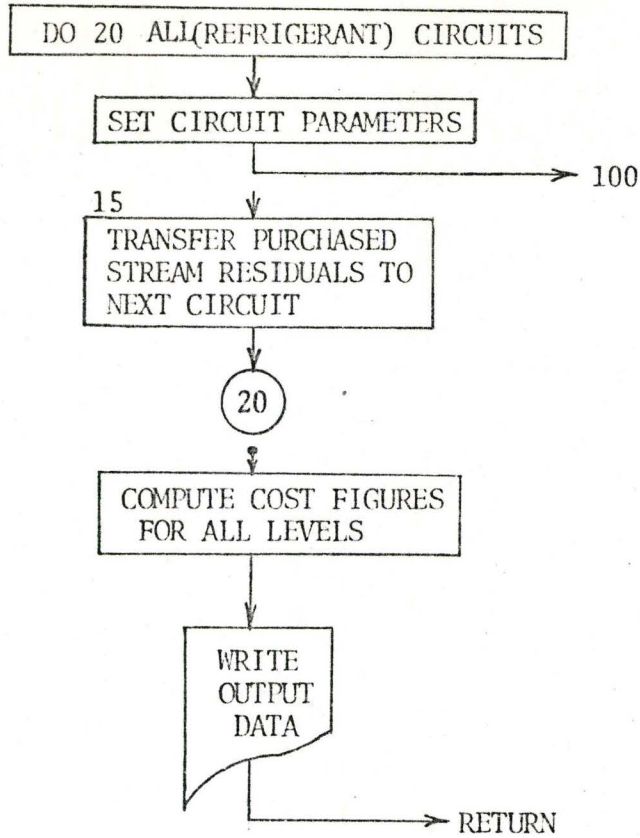 DO 20 ALL(REFRIGERANT) CIRCUITS
SET CIRCUIT PARAMETERS
100
15
TRANSFER PURCHASED
STREAM RESIDUALS TO
NEXT CIRCUIT
20
COMPUTE COST FIGURES
FOR ALL LEVELS
WRITE
OUTPUT
DATA
RETURN